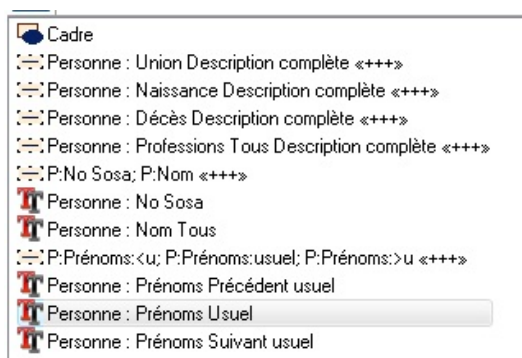 Cadre
Personne : Union Description complète «+++»
Personne : Naissance Description complète «+++»
Personne : Décès Description complète «+++»
Personne : Professions Tous Description complète «+++»
P:No Sosa; P:Nom «+++»
Personne : No Sosa
Personne : Nom Tous
P:Prénoms:<u; P:Prénoms:usuel; P:Prénoms:>u «+++»
Personne : Prénoms Précédent usuel
Personne : Prénoms Usuel
Personne : Prénoms Suivant usuel